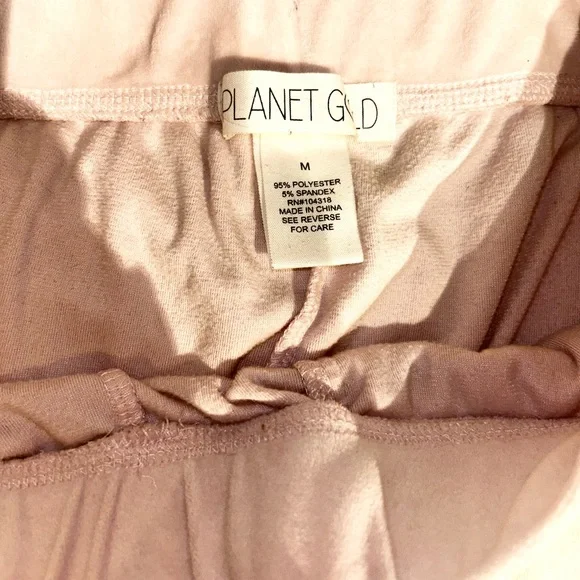 PLANET GOLD
M
95% POLYESTER
5% SPANDEX
RN#104318
MADE IN CHINA
SEE REVERSE
FOR CARE